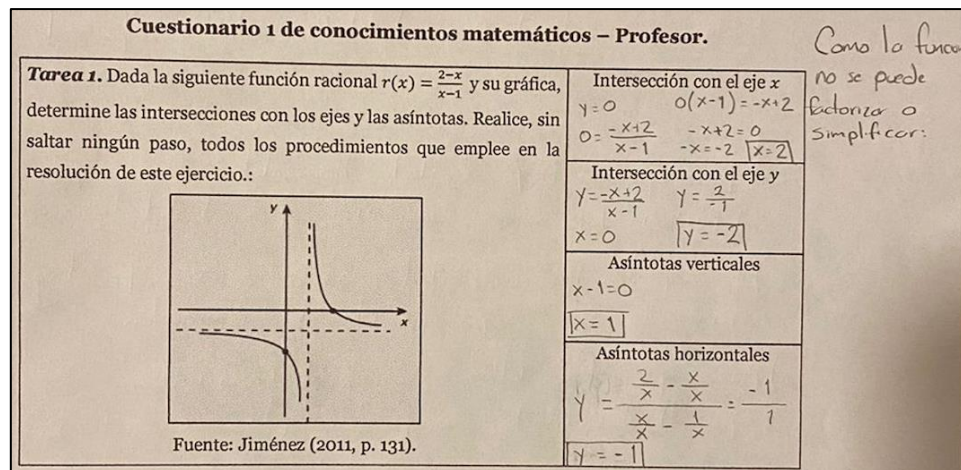 Cuestionario 1 de conocimientos matemáticos – Profesor.
Tarea 1. Dada la siguiente función racional r(x) = (2−x)/(x−1) y su gráfica,
determine las intersecciones con los ejes y las asíntotas. Realice, sin
saltar ningún paso, todos los procedimientos que emplee en la
resolución de este ejercicio.:
y
x
Fuente: Jiménez (2011, p. 131).
Intersección con el eje x
y=0 0(x-1)=-x+2
0=(-x+2)/(x-1) -x+2=0
-x=-2 x=2
Intersección con el eje y
y=(-x+2)/(x-1) y=2/-1
x=0 y=-2
Asíntotas verticales
x-1=0
x=1
Asíntotas horizontales
y=(2/x - x/x)/(x/x - 1/x) = -1/1
y=-1
Como la
no se puede
factorizar o
simplificar: